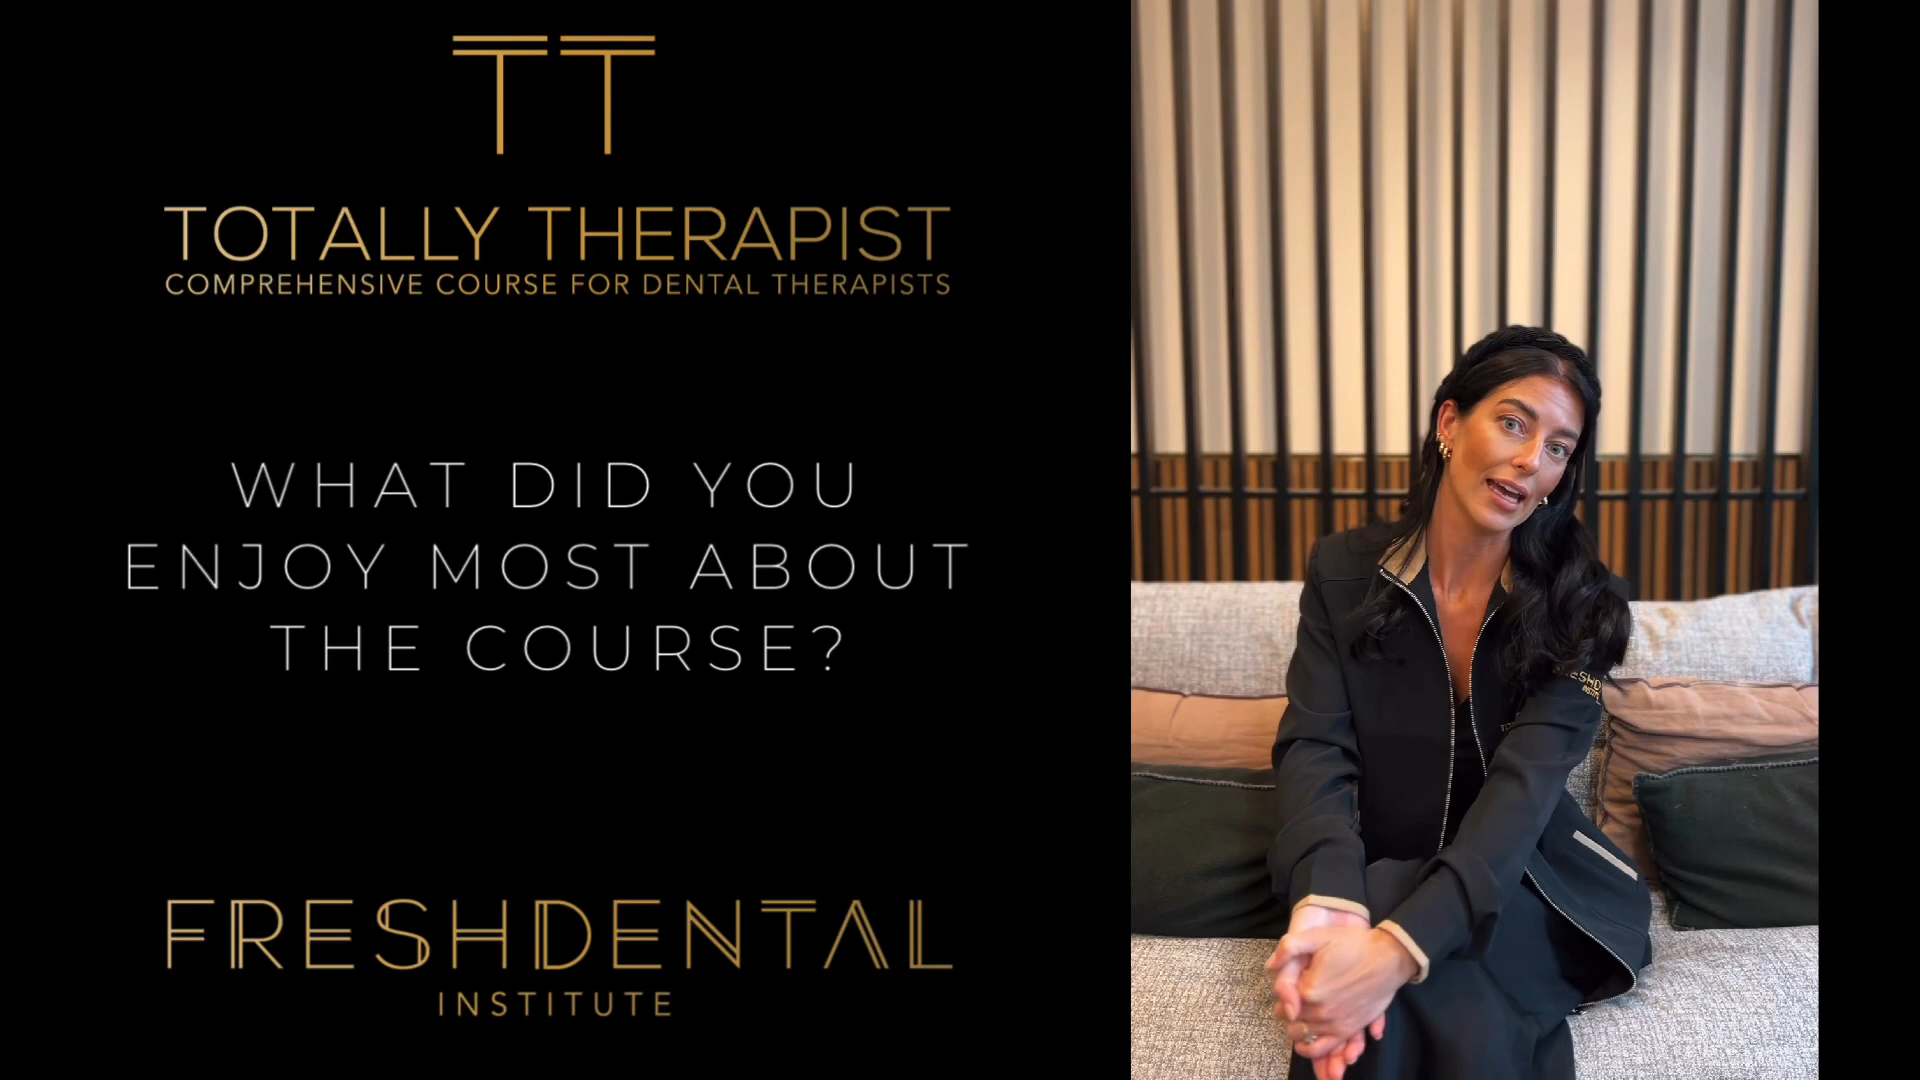 TT
TOTALLY THERAPIST
COMPREHENSIVE COURSE FOR DENTAL THERAPISTS
WHAT DID YOU
ENJOY MOST ABOUT
THE COURSE?
FRESHDENTAL
INSTITUTE